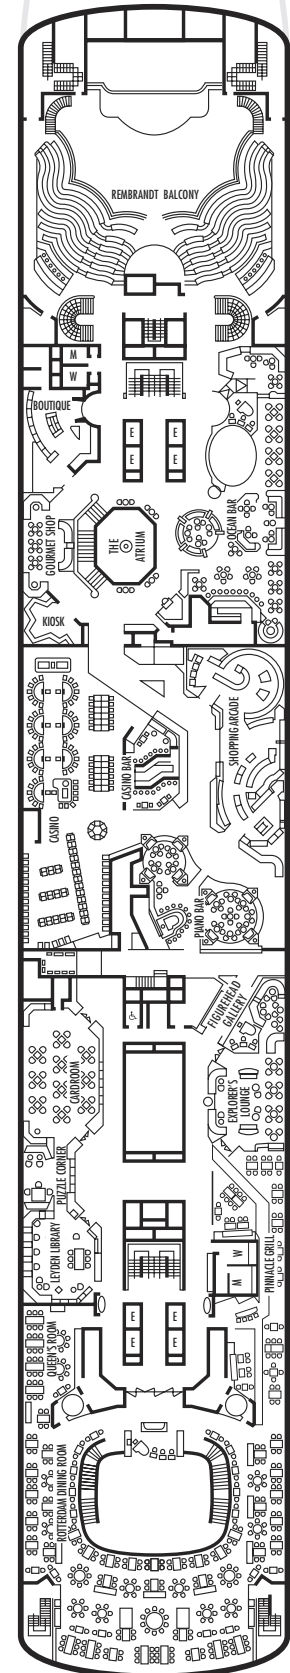 REMBRANDT BALCONY
M
W
BOUTIQUE
E
E
E
E
OCEAN BAR
GOURMET SHOP
THE
ATRIUM
KIOSK
SHOPPING ARCADE
CASINO BAR
CASINO
PIANO BAR
FIGUREHEAD
GALLERY
CARDROOM
EXPLORER'S
LOUNGE
PUZZLE CORNER
LEYDEN LIBRARY
W
M
PINNACLE GRILL
E
E
E
E
QUEEN'S ROOM
ROTTERDAM DINING ROOM